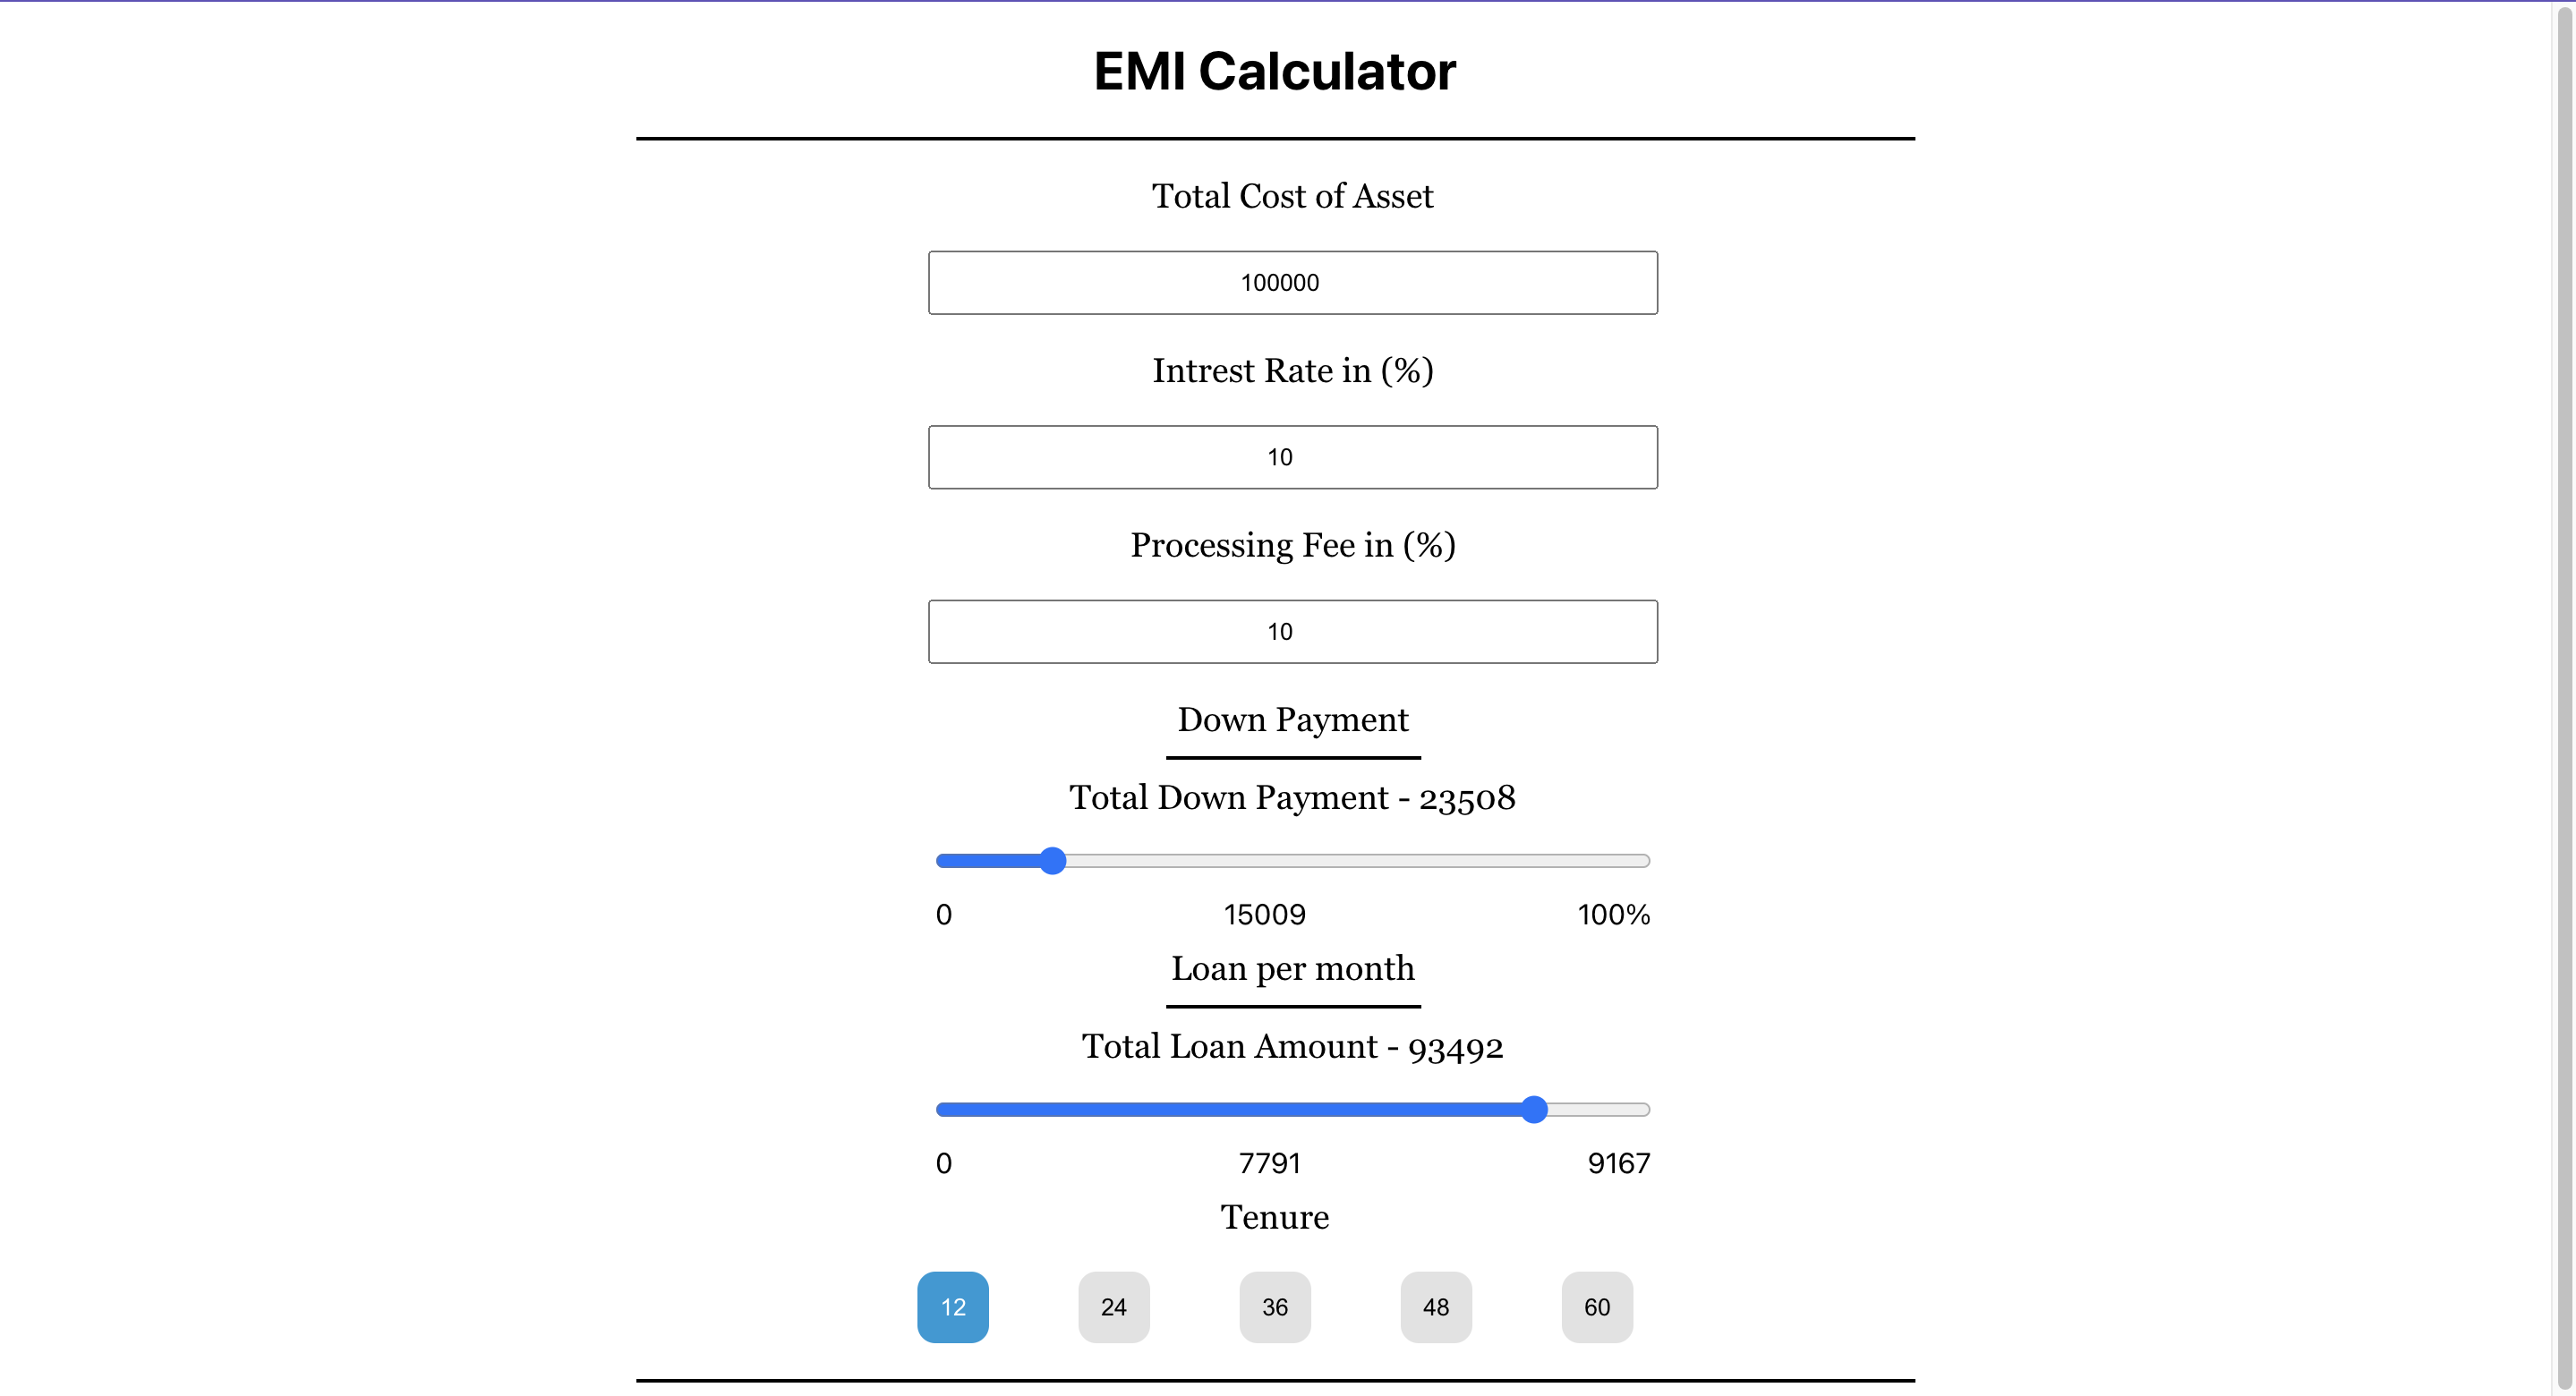 EMI Calculator
Total Cost of Asset
100000
Intrest Rate in (%)
10
Processing Fee in (%)
10
Down Payment
Total Down Payment - 23508
0 15009 100%
Loan per month
Total Loan Amount - 93492
0 7791 9167
Tenure
12 24 36 48 60